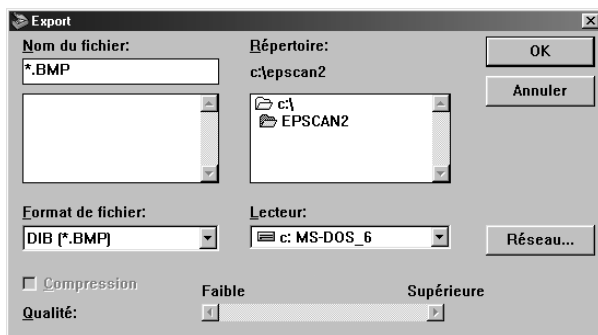 Export
Nom du fichier: Répertoire: OK
*.BMP c:\epscan2
Annuler
c:\
EPSCAN2
Format de fichier: Lecteur:
DIB (*.BMP) c: MS-DOS_6 Réseau...
Compression
Faible Supérieure
Qualité: